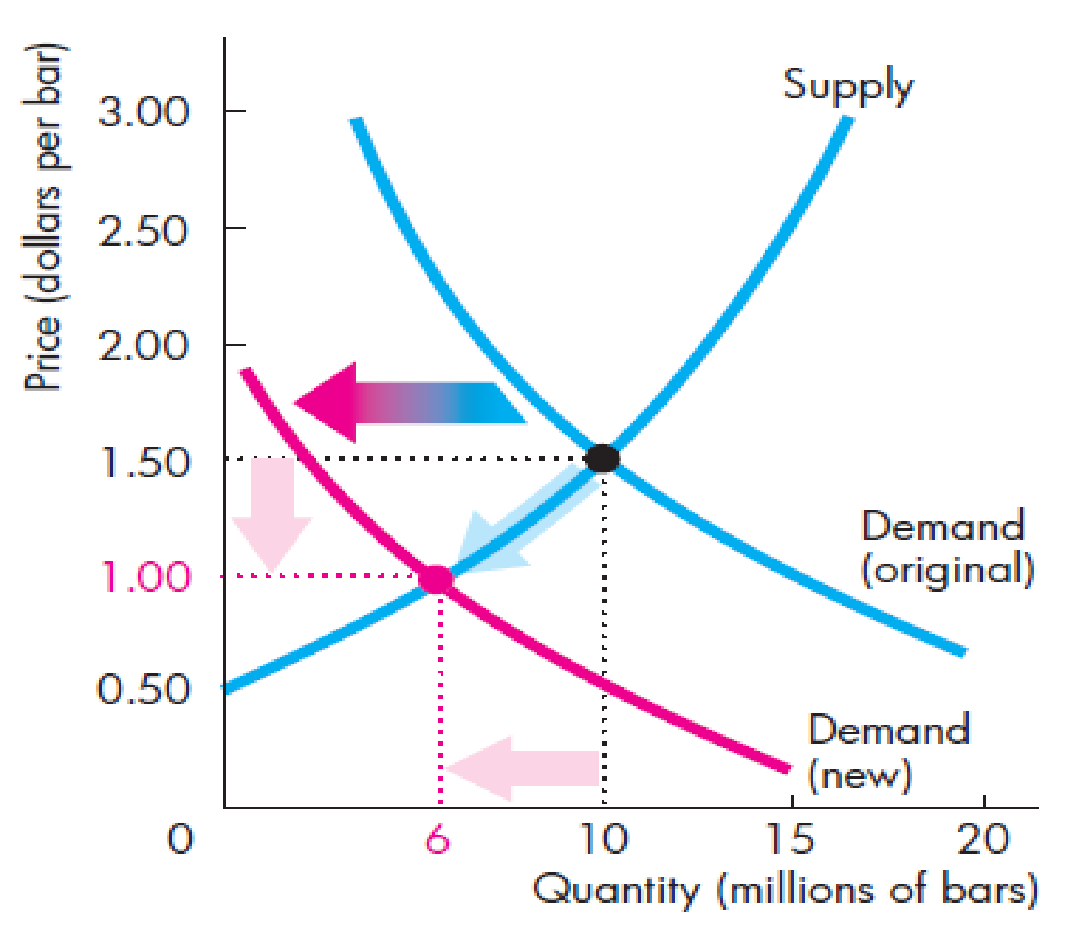 Price (dollars per bar)
3.00
2.50
2.00
1.50
1.00
0.50
0
Supply
Demand
(original)
Demand
(new)
6
10
15
20
Quantity (millions of bars)